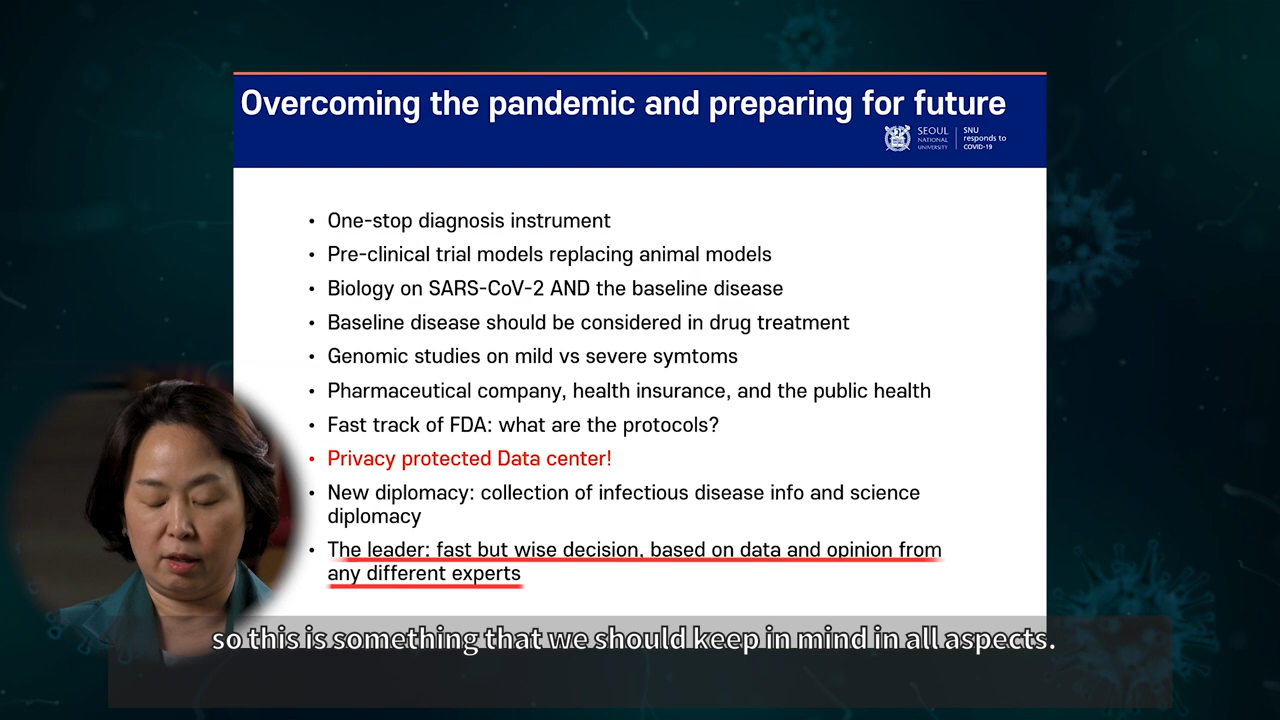 Overcoming the pandemic and preparing for future
SEOUL
NATIONAL
UNIVERSITY
SNU
responds to
COVID-19
• One-stop diagnosis instrument
• Pre-clinical trial models replacing animal models
• Biology on SARS-CoV-2 AND the baseline disease
• Baseline disease should be considered in drug treatment
• Genomic studies on mild vs severe symtoms
• Pharmaceutical company, health insurance, and the public health
• Fast track of FDA: what are the protocols?
• Privacy protected Data center!
• New diplomacy: collection of infectious disease info and science
diplomacy
• The leader: fast but wise decision, based on data and opinion from
any different experts
so this is something that we should keep in mind in all aspects.